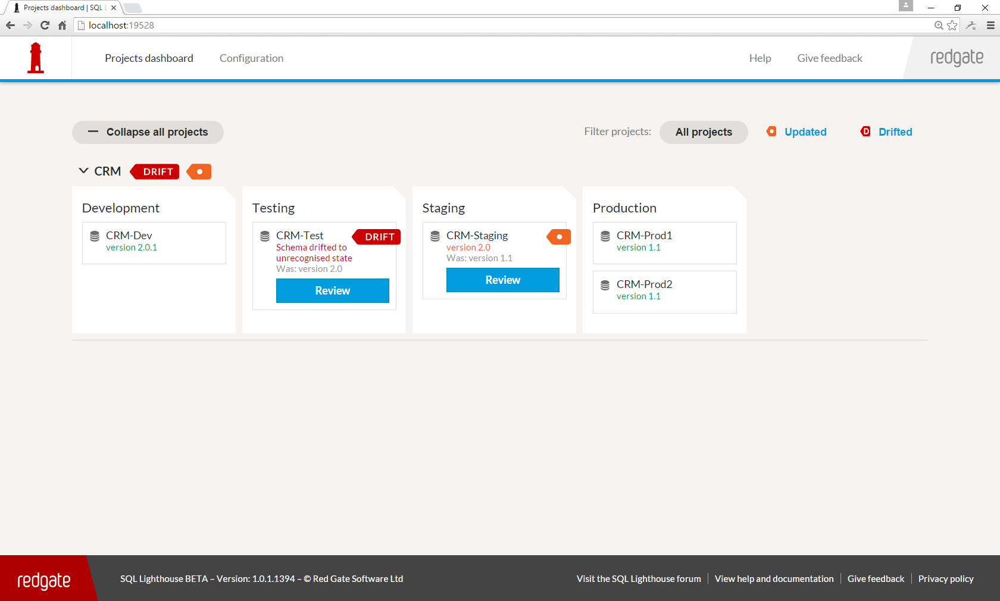 Projects dashboard | SQL
localhost:19528
Projects dashboard
Configuration
Help
Give feedback
redgate
Collapse all projects
Filter projects:
All projects
Updated
D
Drifted
CRM
DRIFT
Development
CRM-Dev
version 2.0.1
Testing
CRM-Test
DRIFT
Schema drifted to
unrecognised state
Was: version 2.0
Review
Staging
CRM-Staging
version 2.0
Was: version 1.1
Review
Production
CRM-Prod1
version 1.1
CRM-Prod2
version 1.1
redgate
SQL Lighthouse BETA – Version: 1.0.1.1394 – © Red Gate Software Ltd
Visit the SQL Lighthouse forum
View help and documentation
Give feedback
Privacy policy